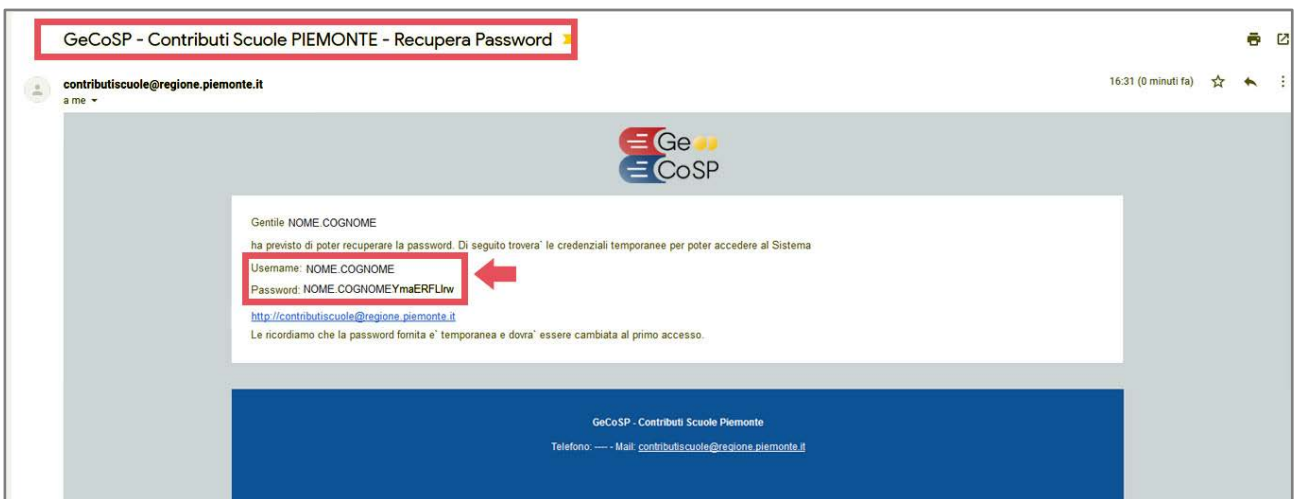 GeCoSP - Contributi Scuole PIEMONTE - Recupera Password
contributiscuole@regione.piemonte.it
16:31 (0 minuti fa)
a me
Ge
CoSP
Gentile NOME.COGNOME
ha previsto di poter recuperare la password. Di seguito trovera` le credenziali temporanee per poter accedere al Sistema
Username: NOME.COGNOME
Password: NOME.COGNOMEYmaERFLlrw
http://contributiscuole@regione.piemonte.it
Le ricordiamo che la password fornita e` temporanea e dovra` essere cambiata al primo accesso.
GeCoSP - Contributi Scuole Piemonte
Telefono: ---- - Mail: contributiscuole@regione.piemonte.it